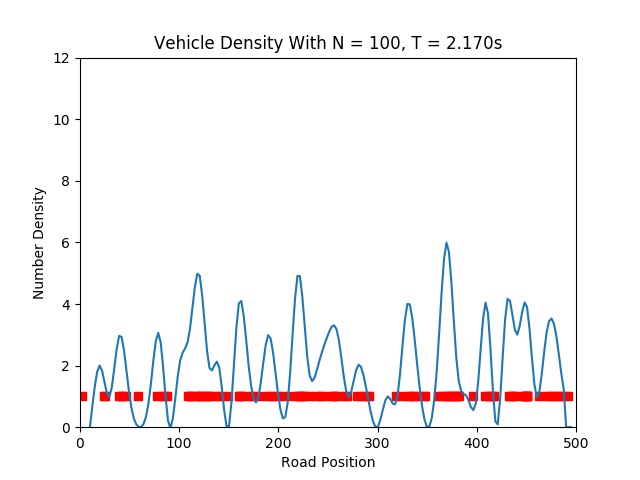 Vehicle Density With N = 100, T = 2.170s
12
10
8
6
4
2
0
Number Density
0 100 200 300 400 500
Road Position